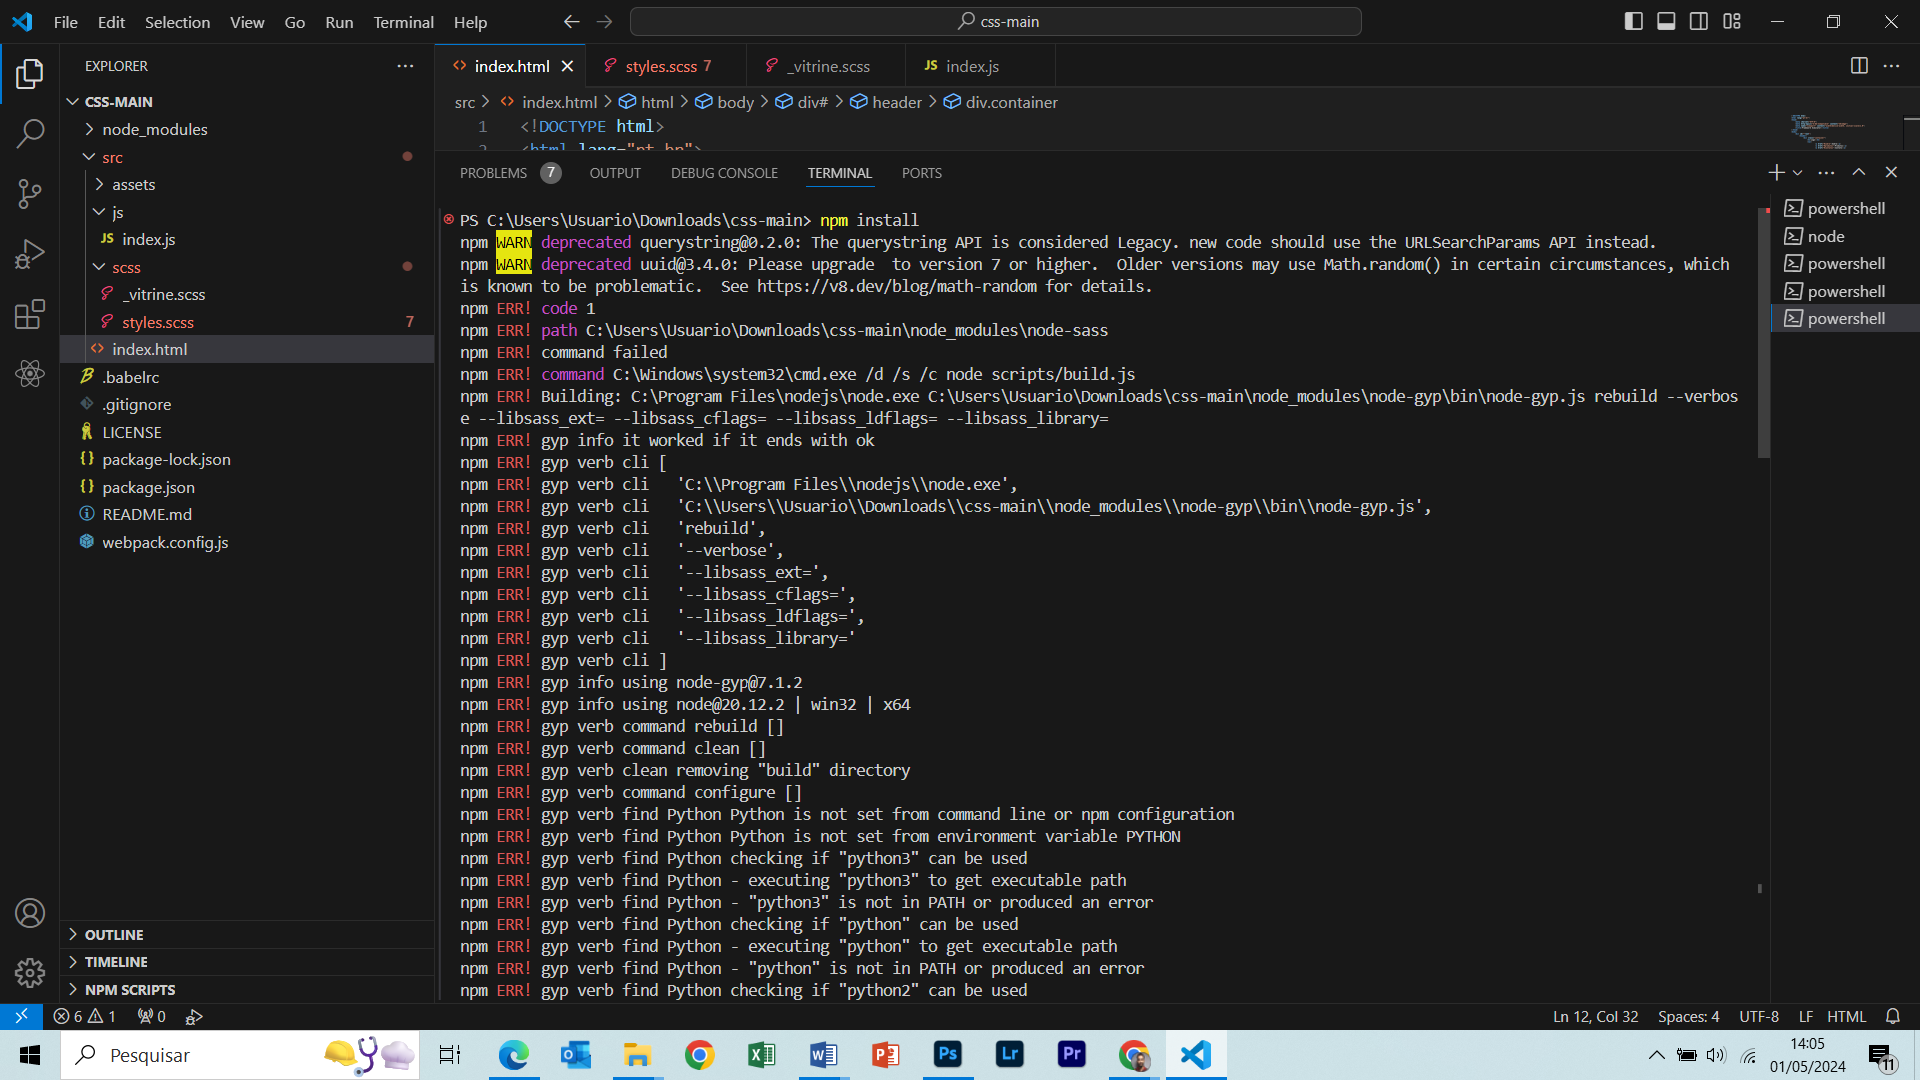 File Edit Selection View Go Run Terminal Help
css-main
EXPLORER
CSS-MAIN
node_modules
src
assets
js
JS index.js
scss
_vitrine.scss
styles.scss 7
index.html
.babelrc
.gitignore
LICENSE
package-lock.json
package.json
README.md
webpack.config.js
OUTLINE
TIMELINE
NPM SCRIPTS
index.html
styles.scss 7
_vitrine.scss
JS index.js
src > index.html > html > body > div# > header > div.container
1 <!DOCTYPE html>
2 <html lang="pt-br">
PROBLEMS 7 OUTPUT DEBUG CONSOLE TERMINAL PORTS
PS C:\Users\Usuario\Downloads\css-main> npm install
npm WARN deprecated querystring@0.2.0: The querystring API is considered Legacy. new code should use the URLSearchParams API instead.
npm WARN deprecated uuid@3.4.0: Please upgrade  to version 7 or higher.  Older versions may use Math.random() in certain circumstances, which
is known to be problematic.  See https://v8.dev/blog/math-random for details.
npm ERR! code 1
npm ERR! path C:\Users\Usuario\Downloads\css-main\node_modules\node-sass
npm ERR! command failed
npm ERR! command C:\Windows\system32\cmd.exe /d /s /c node scripts/build.js
npm ERR! Building: C:\Program Files\nodejs\node.exe C:\Users\Usuario\Downloads\css-main\node_modules\node-gyp\bin\node-gyp.js rebuild --verbos
e --libsass_ext= --libsass_cflags= --libsass_ldflags= --libsass_library=
npm ERR! gyp info it worked if it ends with ok
npm ERR! gyp verb cli [
npm ERR! gyp verb cli   'C:\\Program Files\\nodejs\\node.exe',
npm ERR! gyp verb cli   'C:\\Users\\Usuario\\Downloads\\css-main\\node_modules\\node-gyp\\bin\\node-gyp.js',
npm ERR! gyp verb cli   'rebuild',
npm ERR! gyp verb cli   '--verbose',
npm ERR! gyp verb cli   '--libsass_ext=',
npm ERR! gyp verb cli   '--libsass_cflags=',
npm ERR! gyp verb cli   '--libsass_ldflags=',
npm ERR! gyp verb cli   '--libsass_library='
npm ERR! gyp verb cli ]
npm ERR! gyp info using node-gyp@7.1.2
npm ERR! gyp info using node@20.12.2 | win32 | x64
npm ERR! gyp verb command rebuild []
npm ERR! gyp verb command clean []
npm ERR! gyp verb clean removing "build" directory
npm ERR! gyp verb command configure []
npm ERR! gyp verb find Python Python is not set from command line or npm configuration
npm ERR! gyp verb find Python Python is not set from environment variable PYTHON
npm ERR! gyp verb find Python checking if "python3" can be used
npm ERR! gyp verb find Python - executing "python3" to get executable path
npm ERR! gyp verb find Python - "python3" is not in PATH or produced an error
npm ERR! gyp verb find Python checking if "python" can be used
npm ERR! gyp verb find Python - executing "python" to get executable path
npm ERR! gyp verb find Python - "python" is not in PATH or produced an error
npm ERR! gyp verb find Python checking if "python2" can be used
powershell
node
powershell
powershell
powershell
6 1 0
Ln 12, Col 32 Spaces: 4 UTF-8 LF HTML
Pesquisar
Ps
Lr
Pr
14:05
01/05/2024
11